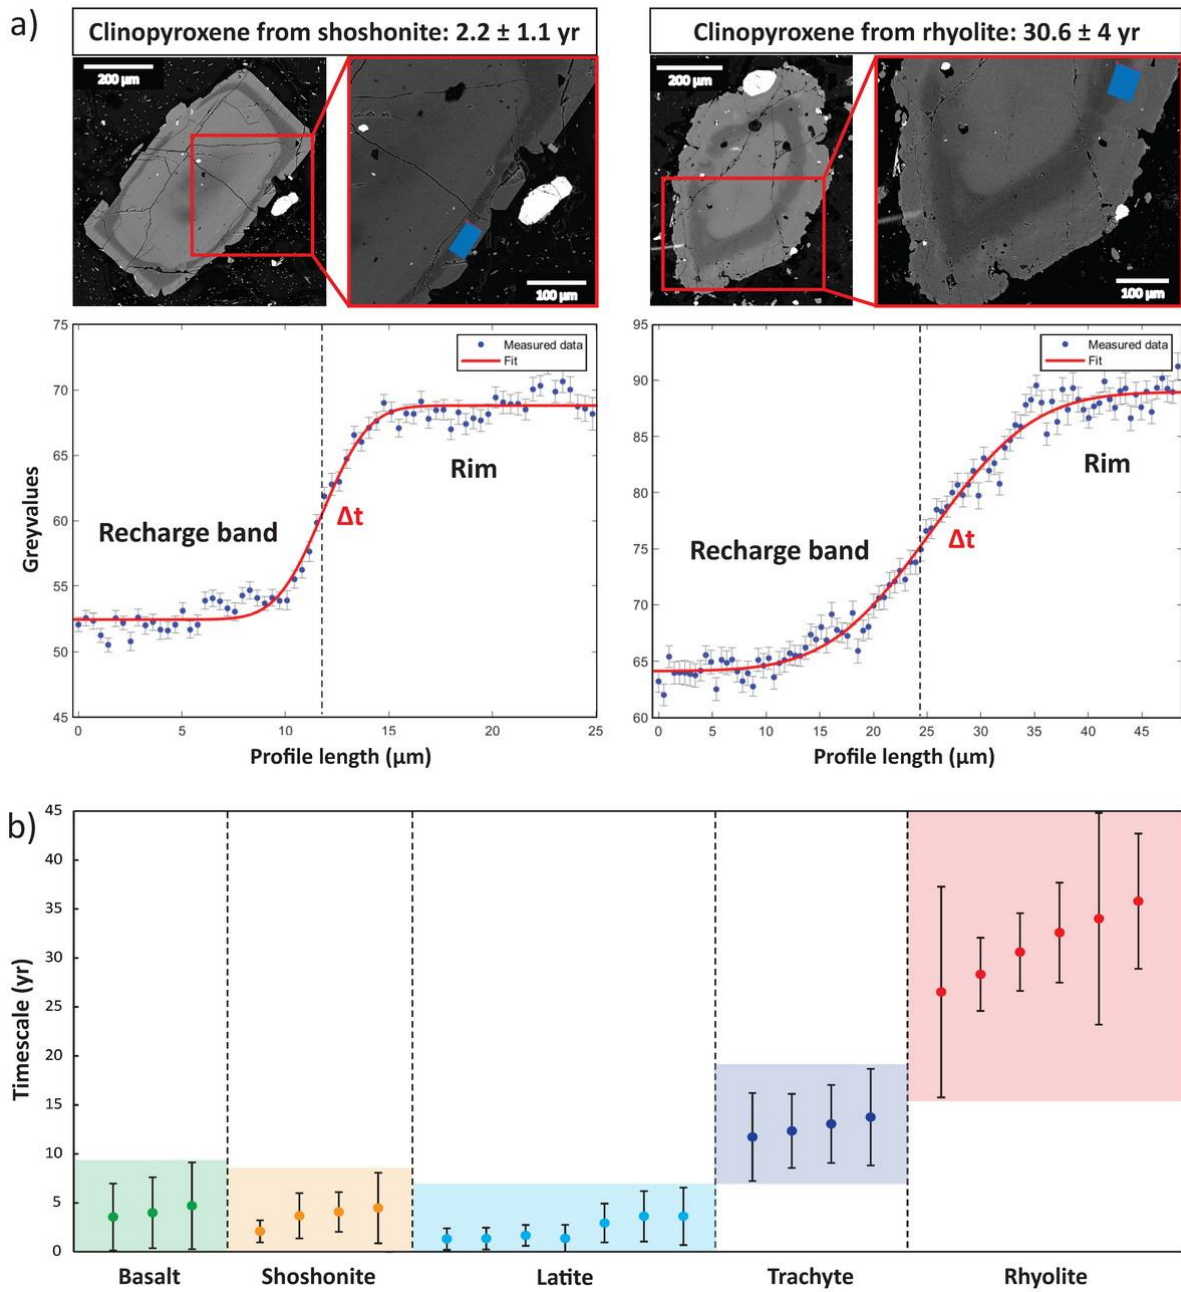 a)
Clinopyroxene from shoshonite: 2.2 ± 1.1 yr
Clinopyroxene from rhyolite: 30.6 ± 4 yr
200 µm
100 µm
200 µm
100 µm
75
70
65
60
55
50
45
Greyvalues
Measured data
Fit
Rim
Recharge band
Δt
0
5
10
15
20
25
Profile length (µm)
95
90
85
80
75
70
65
60
Measured data
Fit
Rim
Recharge band
Δt
0
5
10
15
20
25
30
35
40
45
Profile length (µm)
b)
45
40
35
30
25
20
15
10
5
0
Timescale (yr)
Basalt
Shoshonite
Latite
Trachyte
Rhyolite